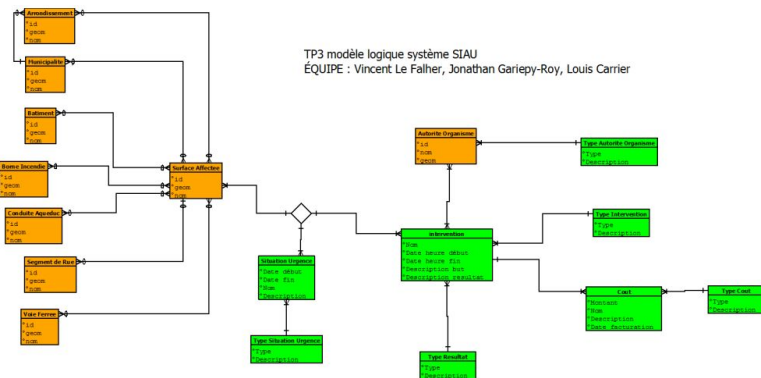 TP3 modèle logique système SIAU
ÉQUIPE : Vincent Le Falher, Jonathan Gariepy-Roy, Louis Carrier
Arrondissement
*id
*geom
*nom
Municipalite
*id
*geom
*nom
Batiment
*id
*geom
*nom
Borne Incendie
*id
*geom
*nom
Conduite Aqueduc
*id
*geom
*nom
Segment de Rue
*id
*geom
*nom
Voie Ferree
*id
*geom
*nom
Surface Affectee
*id
*geom
*nom
Situation Urgence
*Date début
*Date fin
*Nom
*Description
Type Situation Urgence
*Type
*Description
Autorite Organisme
*id
*nom
*geom
Type Autorite Organisme
*Type
*Description
Intervention
*Nom
*Date heure début
*Date heure fin
*Description but
*Description resultat
Type Intervention
*Type
*Description
Cout
*Montant
*Nom
*Description
*Date facturation
Type Cout
*Type
*Description
Type Resultat
*Type
*Description